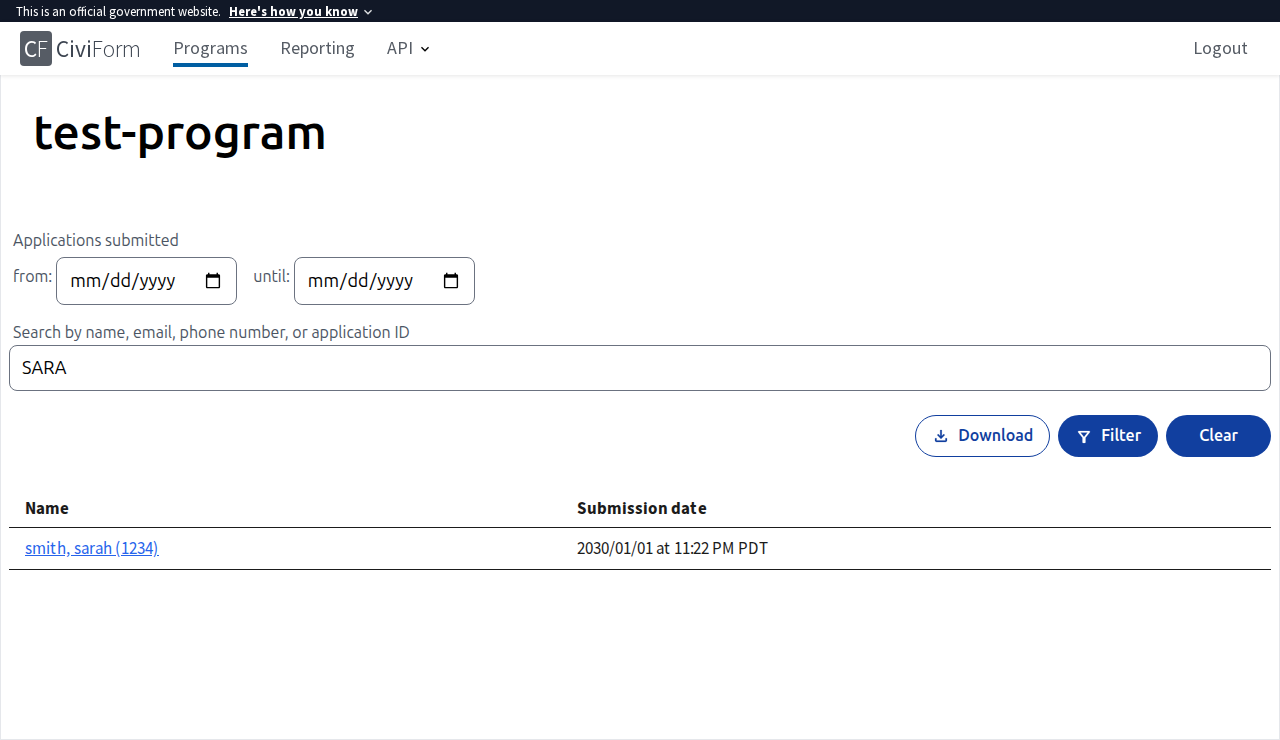 This is an official government website. Here's how you know
CF CiviForm Programs Reporting API Logout
test-program
Applications submitted
from: mm/dd/yyyy until: mm/dd/yyyy
Search by name, email, phone number, or application ID
SARA
Download Filter Clear
Name Submission date
smith, sarah (1234) 2030/01/01 at 11:22 PM PDT